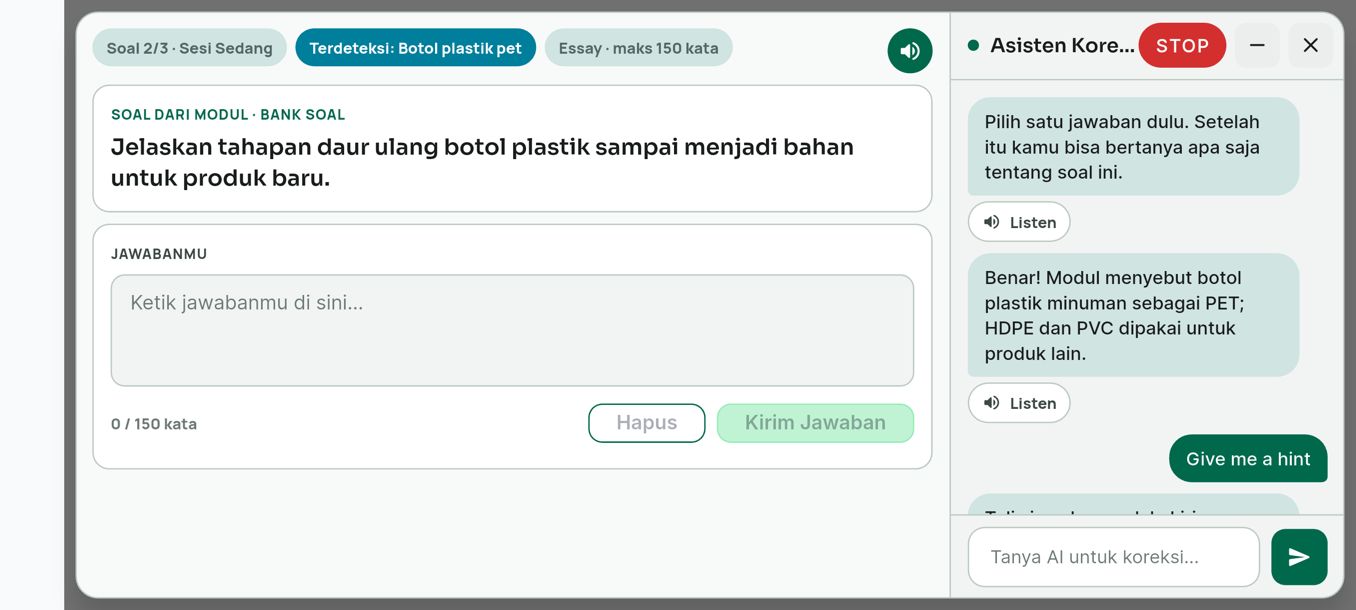 Soal 2/3 · Sesi Sedang
Terdeteksi: Botol plastik pet
Essay · maks 150 kata
SOAL DARI MODUL · BANK SOAL
Jelaskan tahapan daur ulang botol plastik sampai menjadi bahan
untuk produk baru.
JAWABANMU
Ketik jawabanmu di sini...
0 / 150 kata
Hapus
Kirim Jawaban
Asisten Kore...
STOP
Pilih satu jawaban dulu. Setelah
itu kamu bisa bertanya apa saja
tentang soal ini.
Listen
Benar! Modul menyebut botol
plastik minuman sebagai PET;
HDPE dan PVC dipakai untuk
produk lain.
Listen
Give me a hint
Tanya AI untuk koreksi...